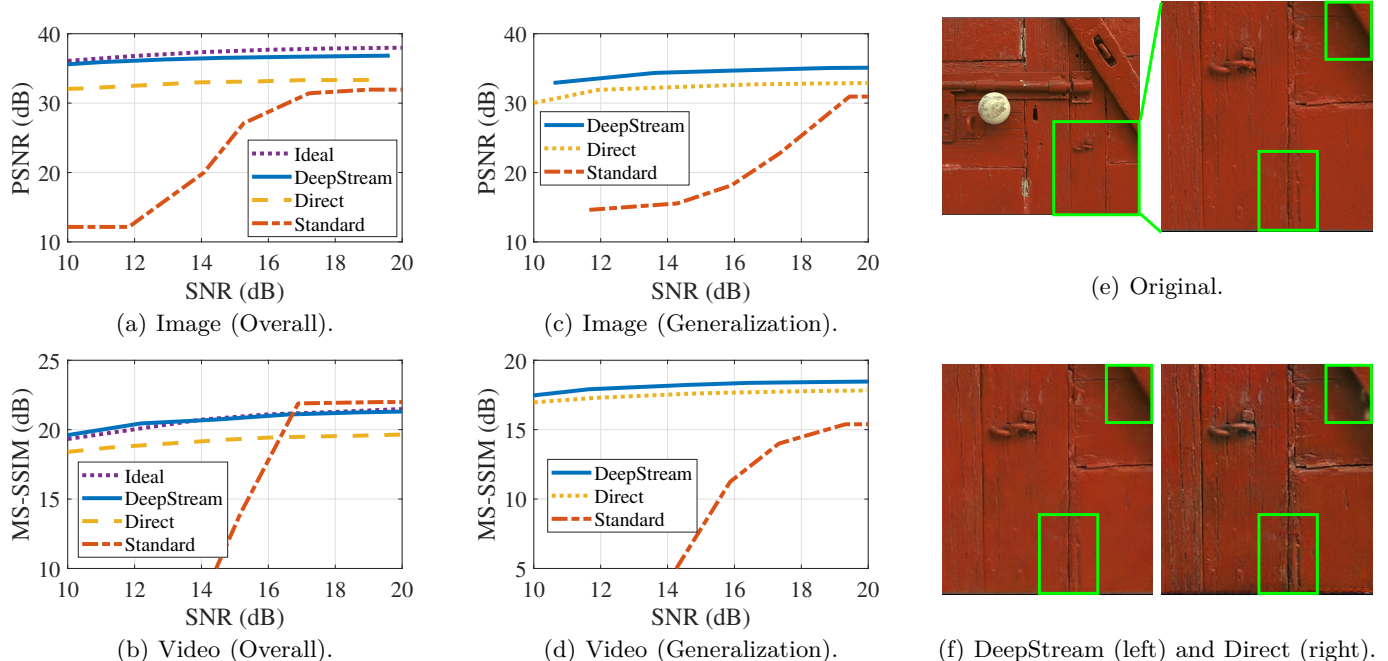 40
30
20
10
PSNR (dB)
Ideal
DeepStream
Direct
Standard
10 12 14 16 18 20
SNR (dB)
(a) Image (Overall).
40
30
20
10
PSNR (dB)
DeepStream
Direct
Standard
10 12 14 16 18 20
SNR (dB)
(c) Image (Generalization).
(e) Original.
25
20
15
10
MS-SSIM (dB)
Ideal
DeepStream
Direct
Standard
10 12 14 16 18 20
SNR (dB)
(b) Video (Overall).
20
15
10
5
MS-SSIM (dB)
DeepStream
Direct
Standard
10 12 14 16 18 20
SNR (dB)
(d) Video (Generalization).
(f) DeepStream (left) and Direct (right).